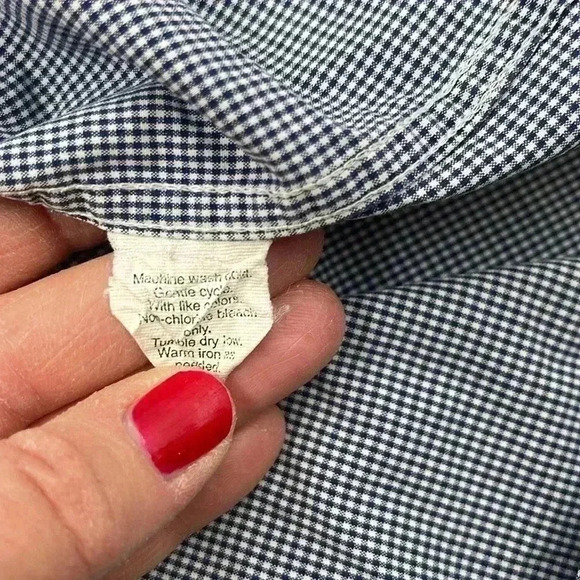 Machine wash cold.
Gentle cycle.
With like colors.
Non-chlorine bleach
only.
Tumble dry low.
Warm iron as
needed.